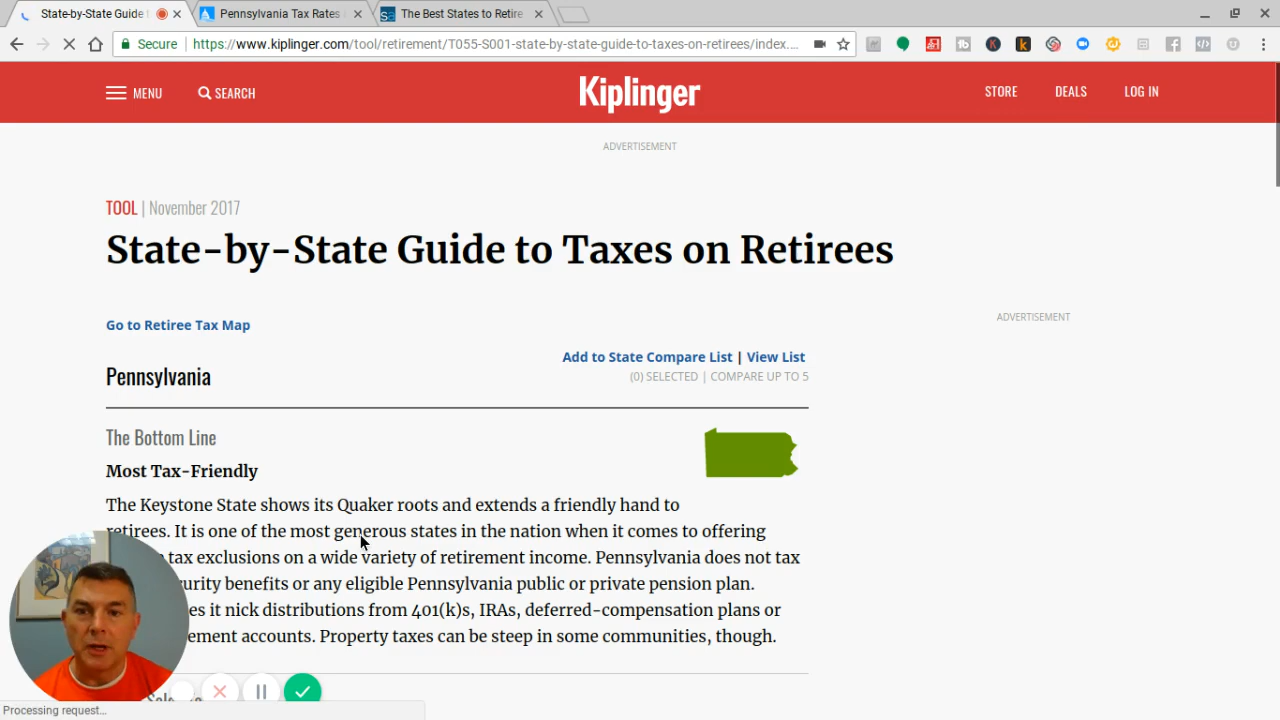 State-by-State Guide t
Pennsylvania Tax Rates
The Best States to Retire
Secure
https://www.kiplinger.com/tool/retirement/T055-S001-state-by-state-guide-to-taxes-on-retirees/index....
MENU
SEARCH
Kiplinger
STORE
DEALS
LOG IN
ADVERTISEMENT
TOOL | November 2017
State-by-State Guide to Taxes on Retirees
ADVERTISEMENT
Go to Retiree Tax Map
Add to State Compare List | View List
Pennsylvania
(0) SELECTED | COMPARE UP TO 5
The Bottom Line
Most Tax-Friendly
The Keystone State shows its Quaker roots and extends a friendly hand to
retirees. It is one of the most generous states in the nation when it comes to offering
tax exclusions on a wide variety of retirement income. Pennsylvania does not tax
urity benefits or any eligible Pennsylvania public or private pension plan.
es it nick distributions from 401(k)s, IRAs, deferred-compensation plans or
ement accounts. Property taxes can be steep in some communities, though.
Processing request...